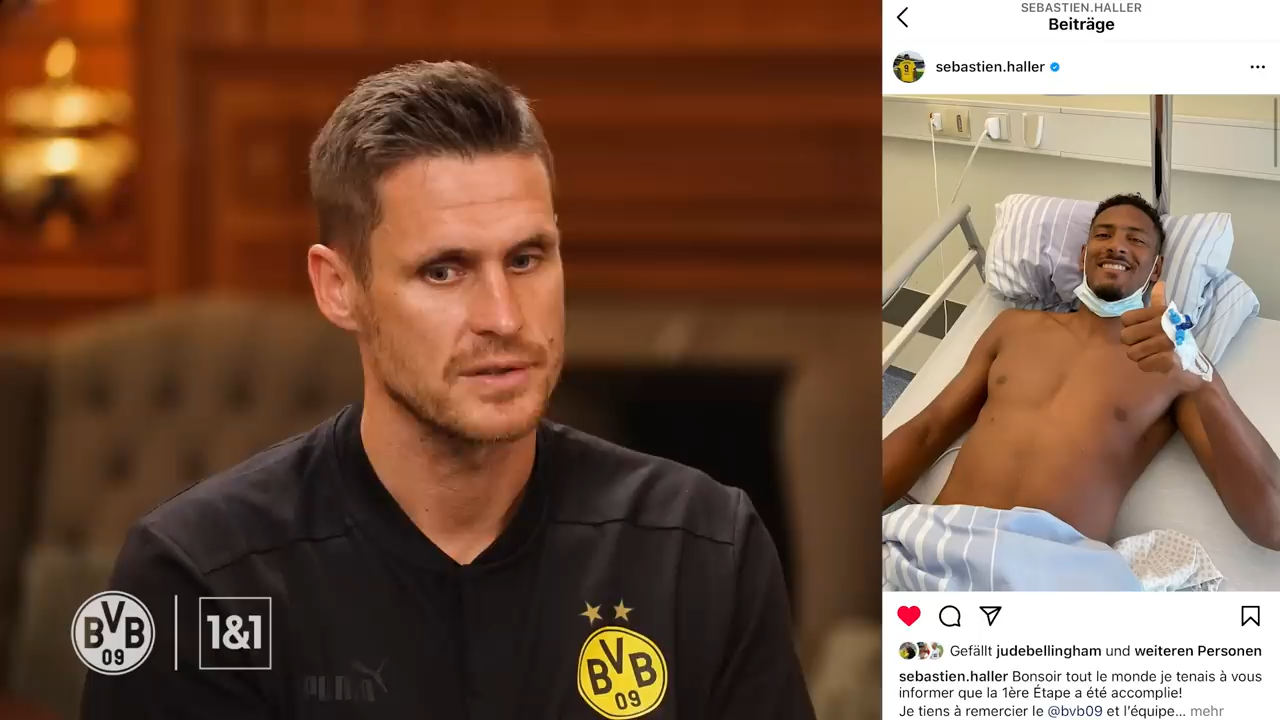 SEBASTIEN.HALLER
Beiträge
sebastien.haller
Gefällt judebellingham und weiteren Personen
sebastien.haller Bonsoir tout le monde je tenais à vous
informer que la 1ère Étape a été accomplie!
Je tiens à remercier le @bvb09 et l'équipe... mehr
BVB
09
1&1
PUMA
BVB
09